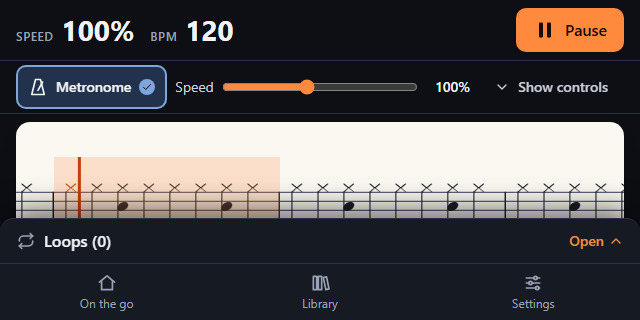 SPEED 100% BPM 120 Pause
Metronome Speed 100% Show controls
Loops (0) Open
On the go Library Settings